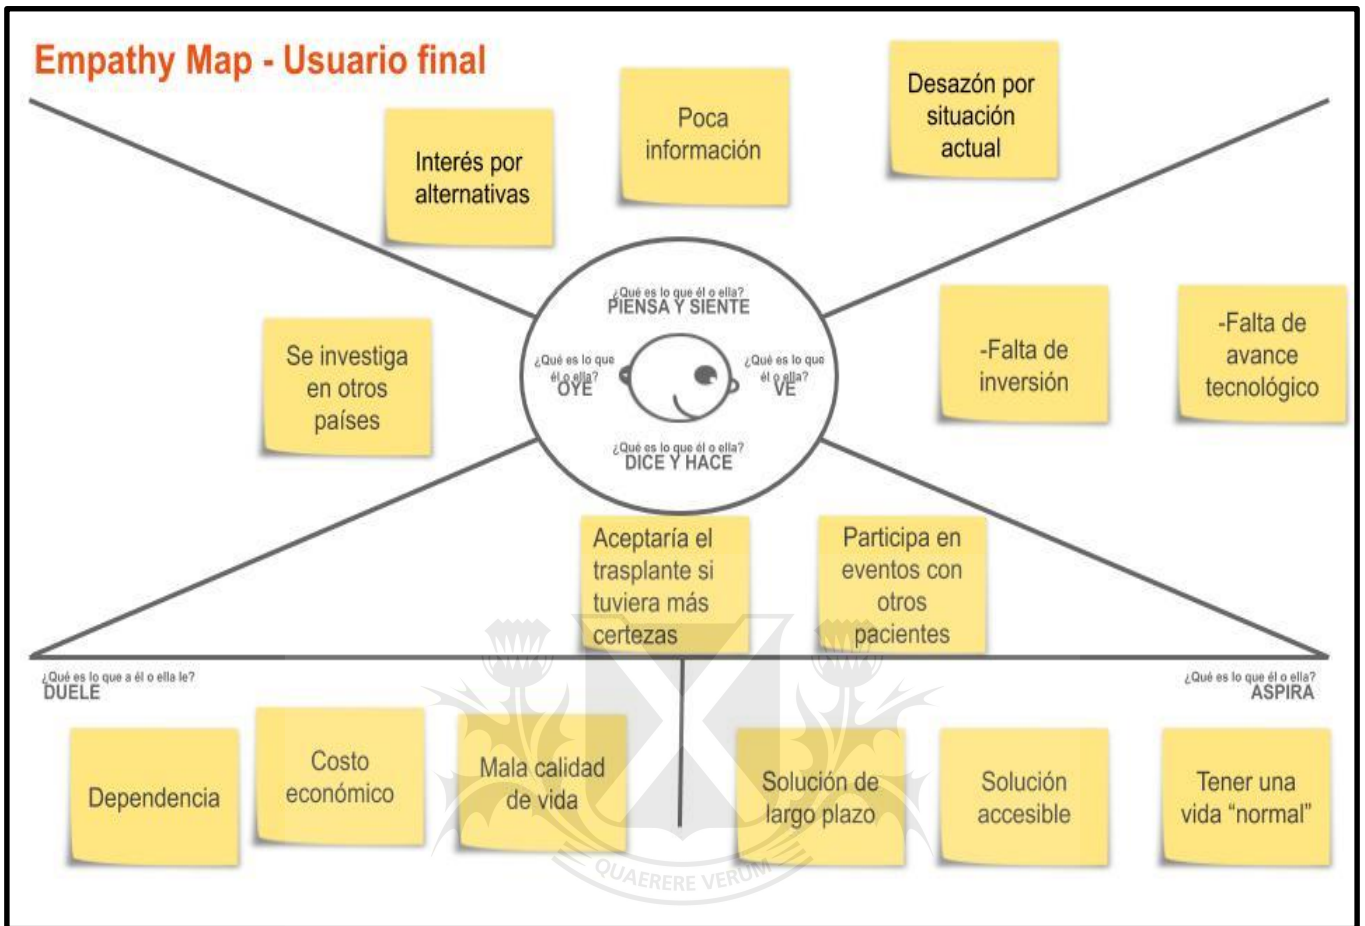 Empathy Map - Usuario final
Interés por
alternativas
Poca
información
Desazón por
situación
actual
¿Qué es lo que él o ella?
PIENSA Y SIENTE
Se investiga
en otros
países
¿Qué es lo que
él o ella?
OYE
¿Qué es lo que
él o ella?
VE
-Falta de
inversión
-Falta de
avance
tecnológico
¿Qué es lo que él o ella?
DICE Y HACE
Aceptaría el
trasplante si
tuviera más
certezas
Participa en
eventos con
otros
pacientes
¿Qué es lo que a él o ella le?
DUELE
¿Qué es lo que él o ella?
ASPIRA
Dependencia
Costo
económico
Mala calidad
de vida
Solución de
largo plazo
Solución
accesible
Tener una
vida “normal”
QUAERERE VERUM